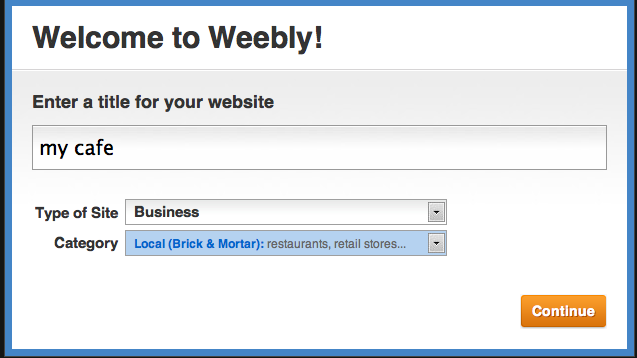 Welcome to Weebly!
Enter a title for your website
my cafe
Type of Site Business
Category Local (Brick & Mortar): restaurants, retail stores...
Continue